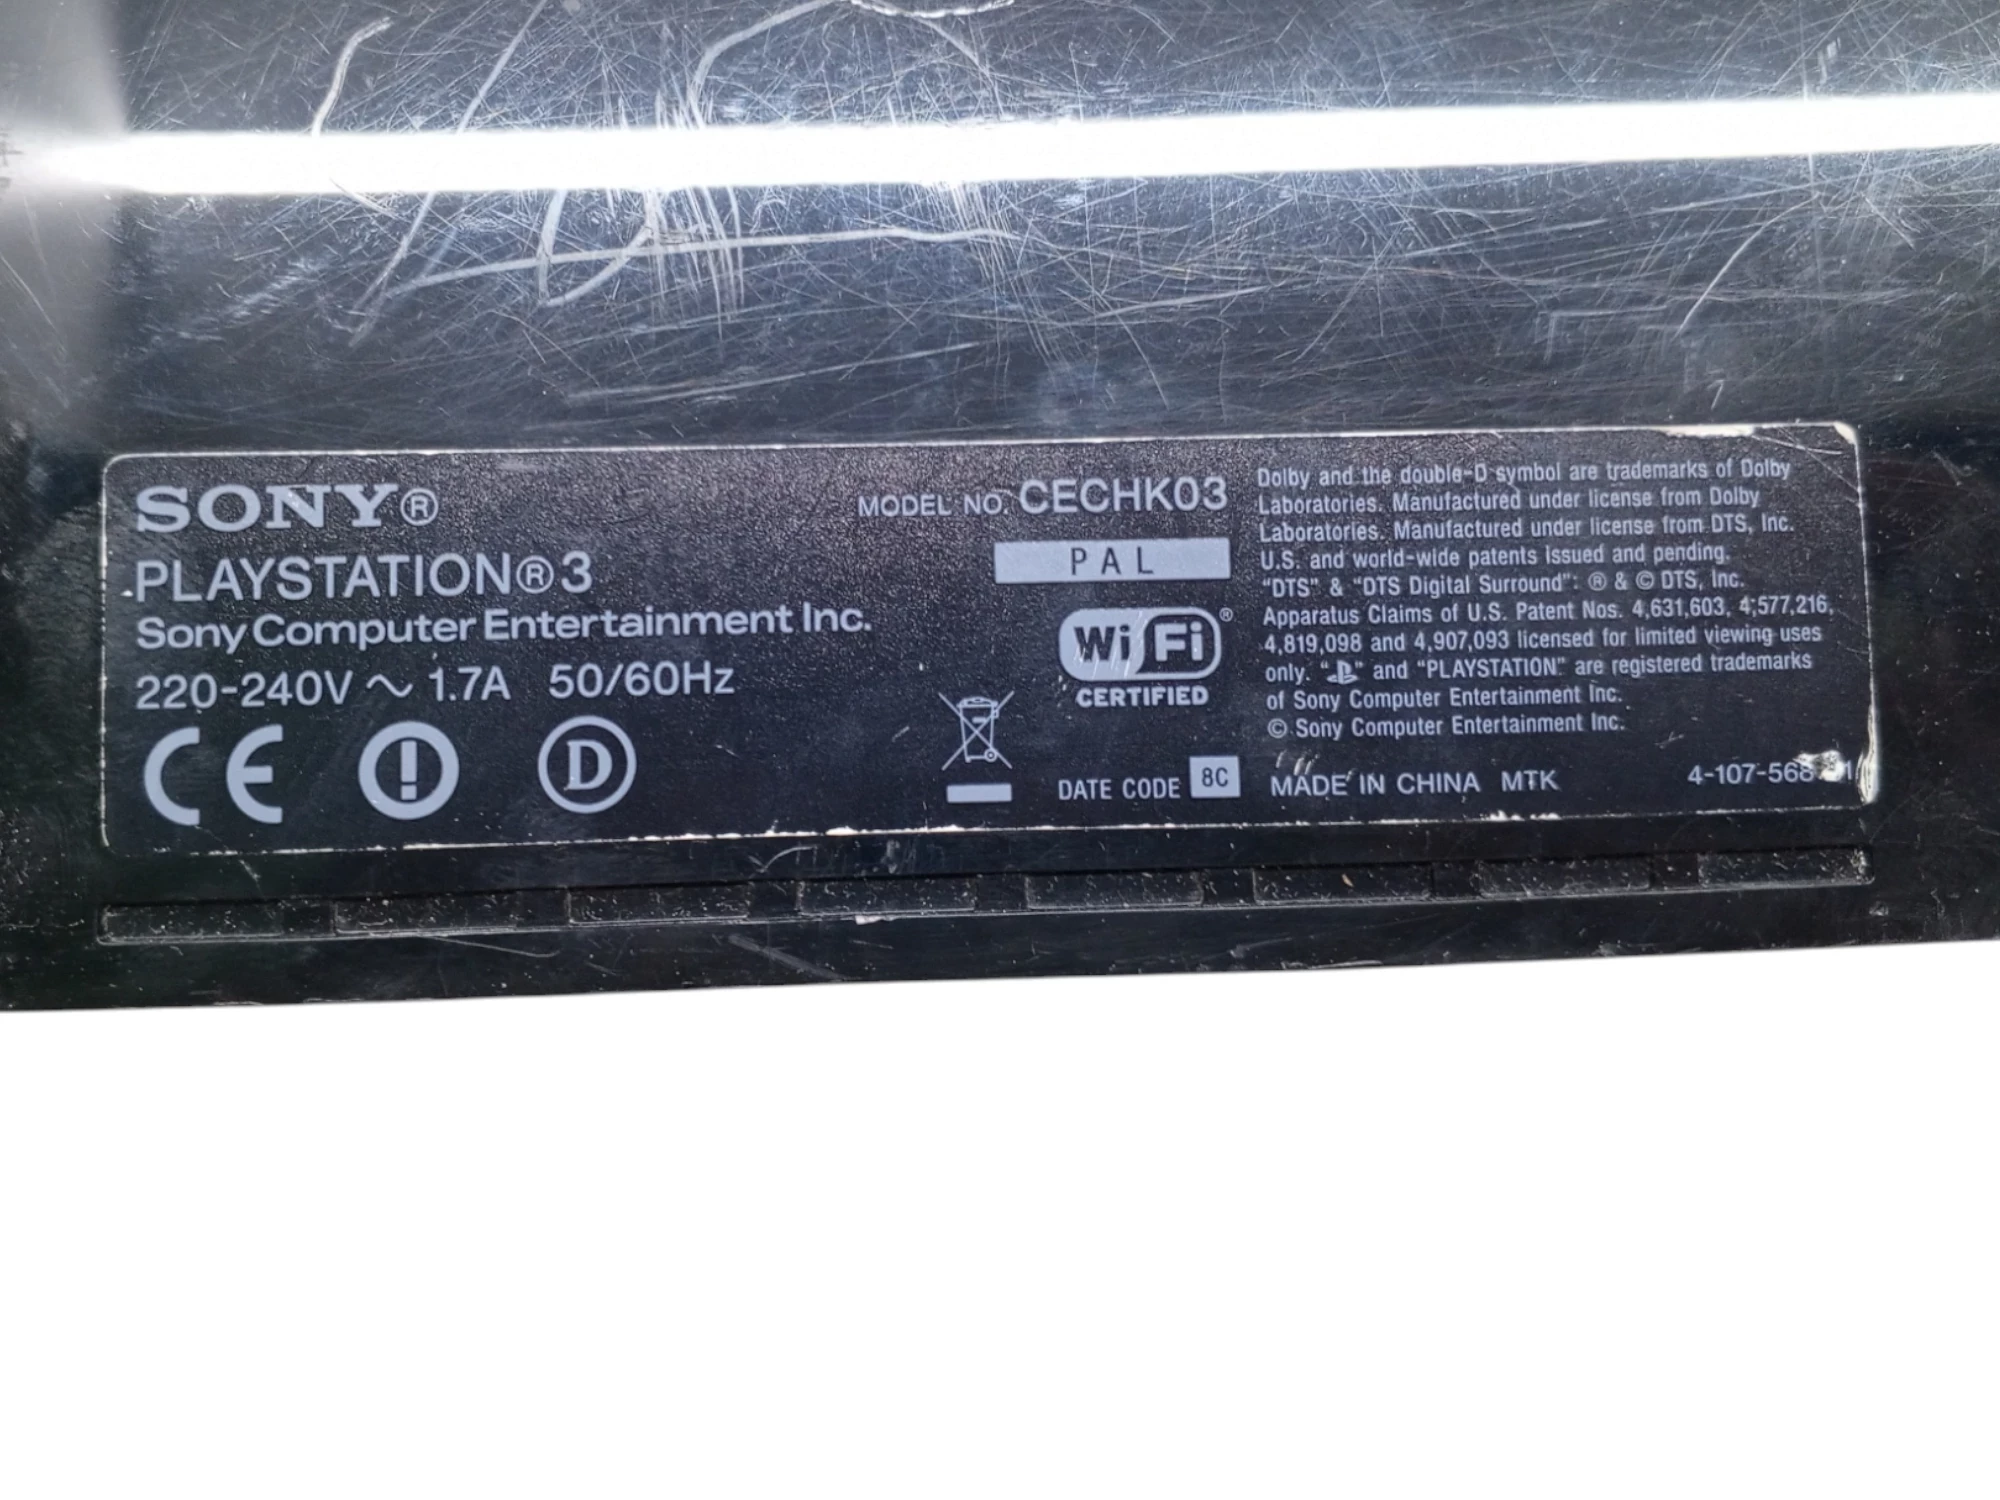 SONY®
PLAYSTATION®3
Sony Computer Entertainment Inc.
220-240V ~ 1.7A 50/60Hz
CE
D
MODEL NO. CECHK03
PAL
Wi Fi®
CERTIFIED
DATE CODE 8C
Dolby and the double-D symbol are trademarks of Dolby
Laboratories. Manufactured under license from Dolby
Laboratories. Manufactured under license from DTS, Inc.
U.S. and world-wide patents issued and pending.
“DTS” & “DTS Digital Surround”: ® & © DTS, Inc.
Apparatus Claims of U.S. Patent Nos. 4,631,603, 4,577,216,
4,819,098 and 4,907,093 licensed for limited viewing uses
only. “ ” and “PLAYSTATION” are registered trademarks
of Sony Computer Entertainment Inc.
© Sony Computer Entertainment Inc.
MADE IN CHINA MTK